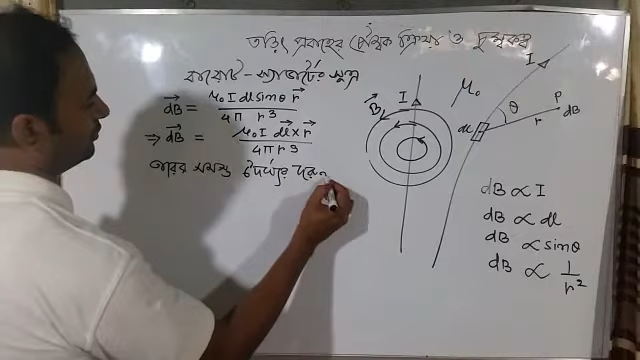 তড়িৎ প্রবাহের চৌম্বক ক্রিয়া ও চুম্বকত্ব
বায়োট-স্যাভার্টের সূত্র
dB⃗ = μ₀ I dl sinθ r⃗ / 4π r³
⇒ dB⃗ = μ₀ I dl⃗ × r⃗ / 4π r³
তারের সমস্ত দৈর্ঘ্যের দরুন
B⃗
I
μ₀
I
θ
P
dl
r
dB
dB ∝ I
dB ∝ dl
dB ∝ sinθ
dB ∝ 1/r²